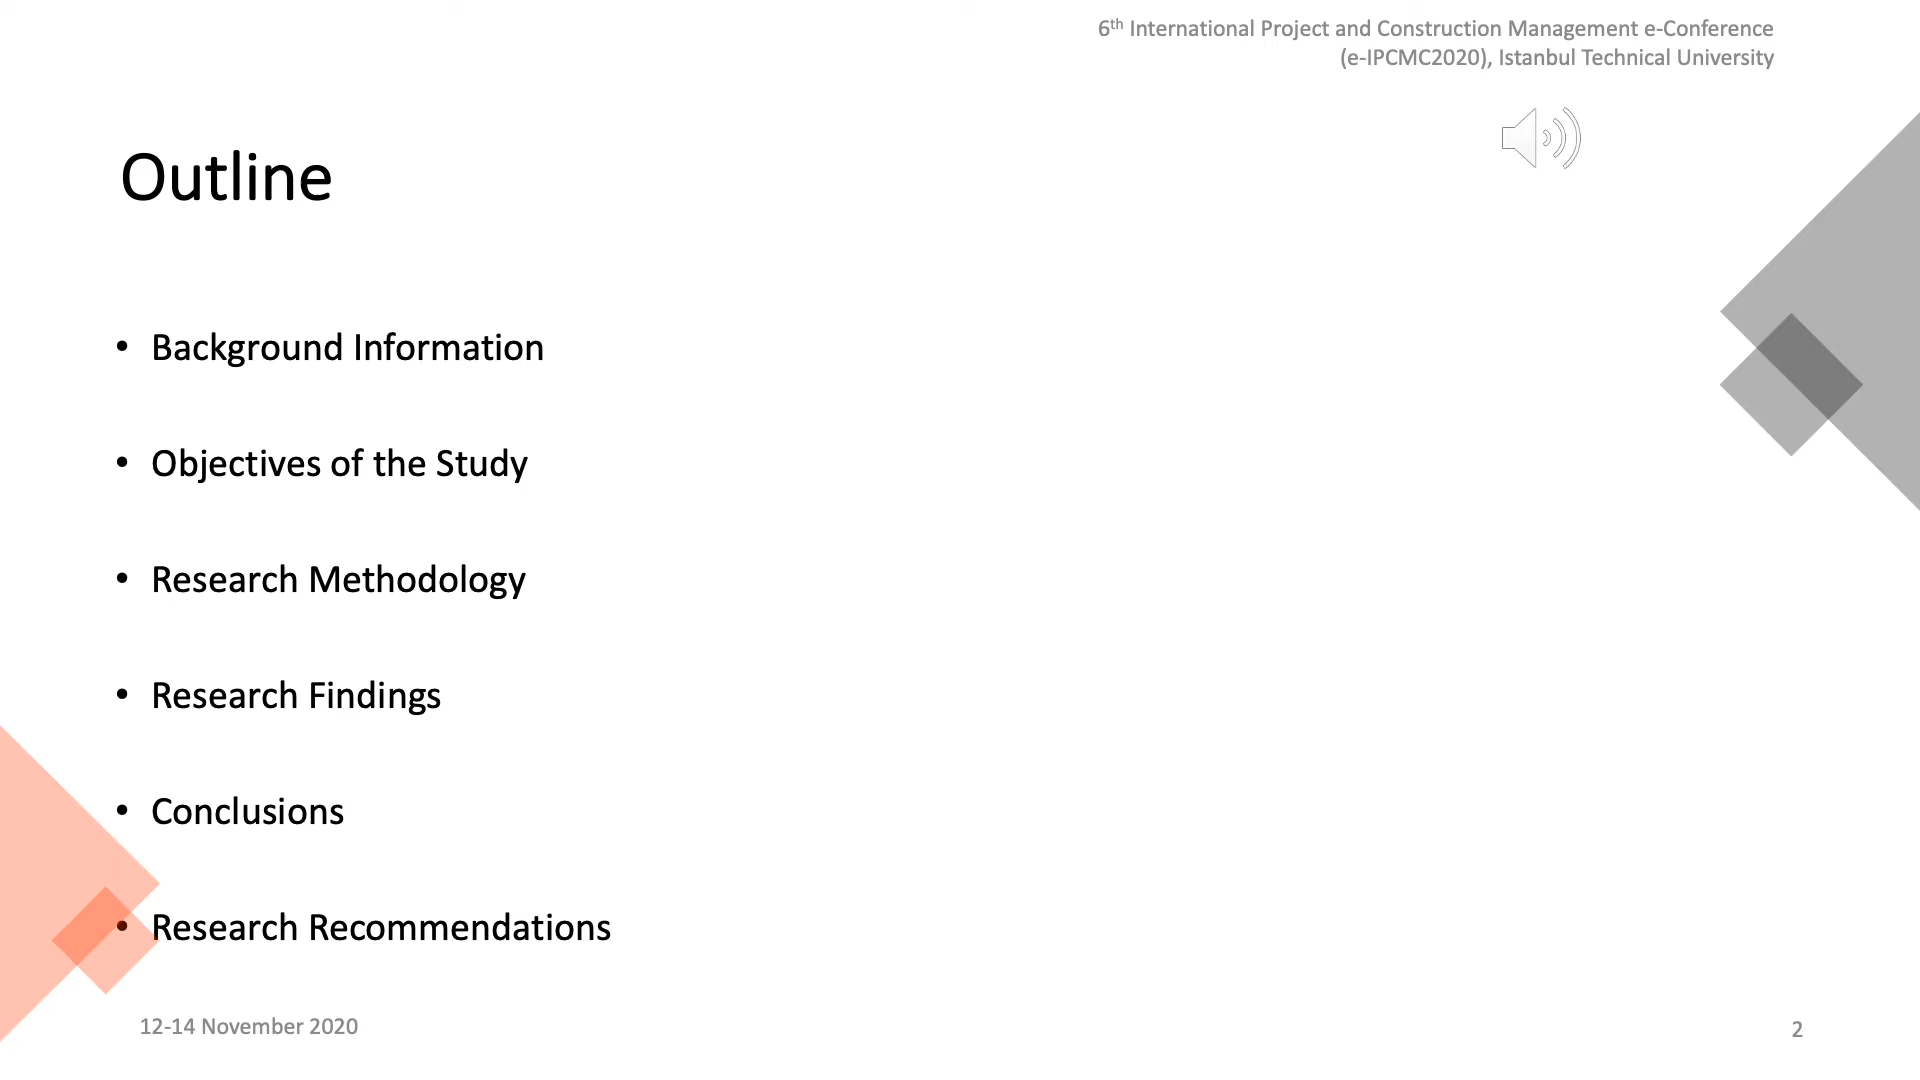 6th International Project and Construction Management e-Conference
(e-IPCMC2020), Istanbul Technical University
Outline
• Background Information
• Objectives of the Study
• Research Methodology
• Research Findings
• Conclusions
• Research Recommendations
12-14 November 2020
2